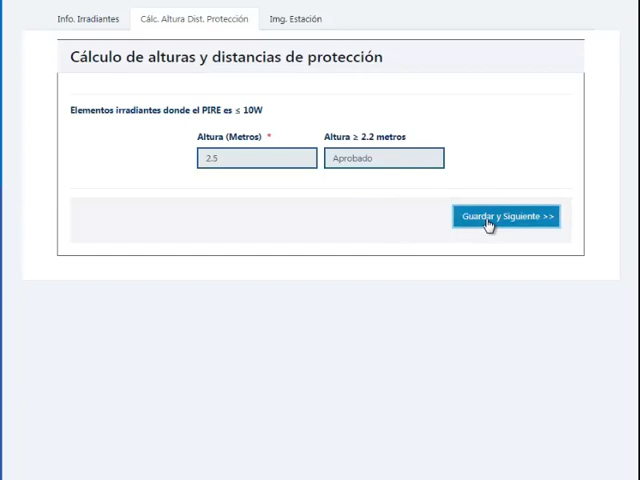 Info. Irradiantes
Cálc. Altura Dist. Protección
Img. Estación
Cálculo de alturas y distancias de protección
Elementos irradiantes donde el PIRE es ≤ 10W
Altura (Metros) *
Altura ≥ 2.2 metros
2.5
Aprobado
Guardar y Siguiente >>